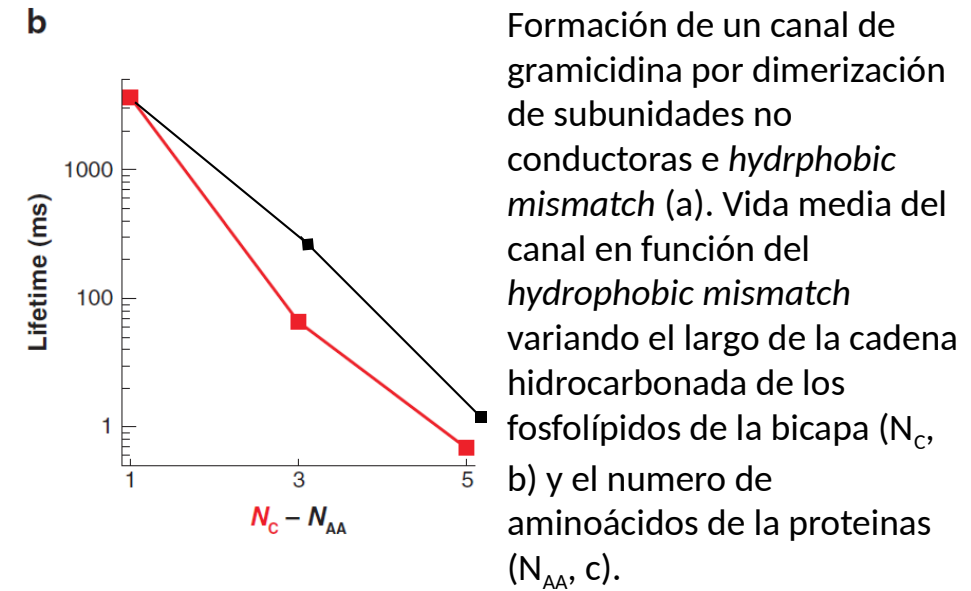 b
Formación de un canal de
gramicidina por dimerización
de subunidades no
conductoras e hydrphobic
mismatch (a). Vida media del
canal en función del
hydrophobic mismatch
variando el largo de la cadena
hidrocarbonada de los
fosfolípidos de la bicapa (NC,
b) y el numero de
aminoácidos de la proteinas
(NAA, c).
Lifetime (ms)
1000
100
1
1 3 5
NC – NAA